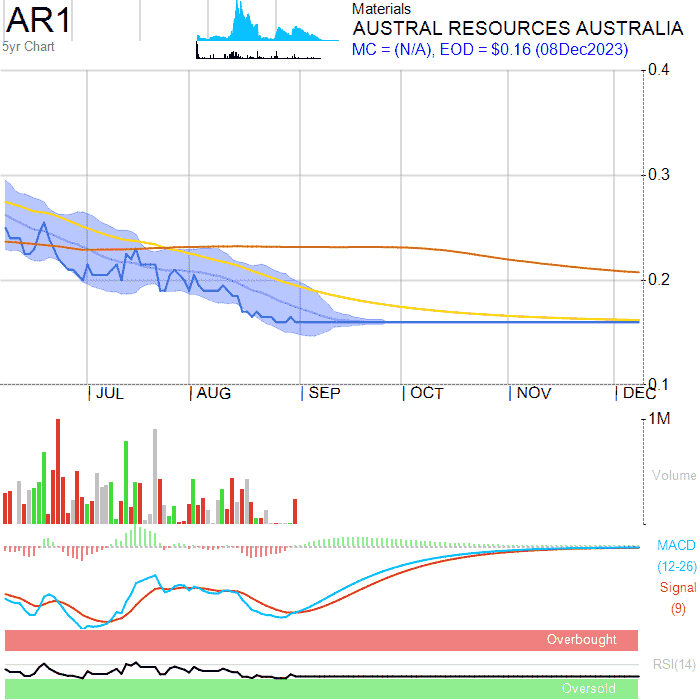 AR1
5yr Chart
Materials
AUSTRAL RESOURCES AUSTRALIA
MC = (N/A), EOD = $0.16 (08Dec2023)
0.4
0.3
0.2
0.1
JUL AUG SEP OCT NOV DEC
1M
Volume
MACD
(12-26)
Signal
(9)
Overbought
RSI(14)
Oversold